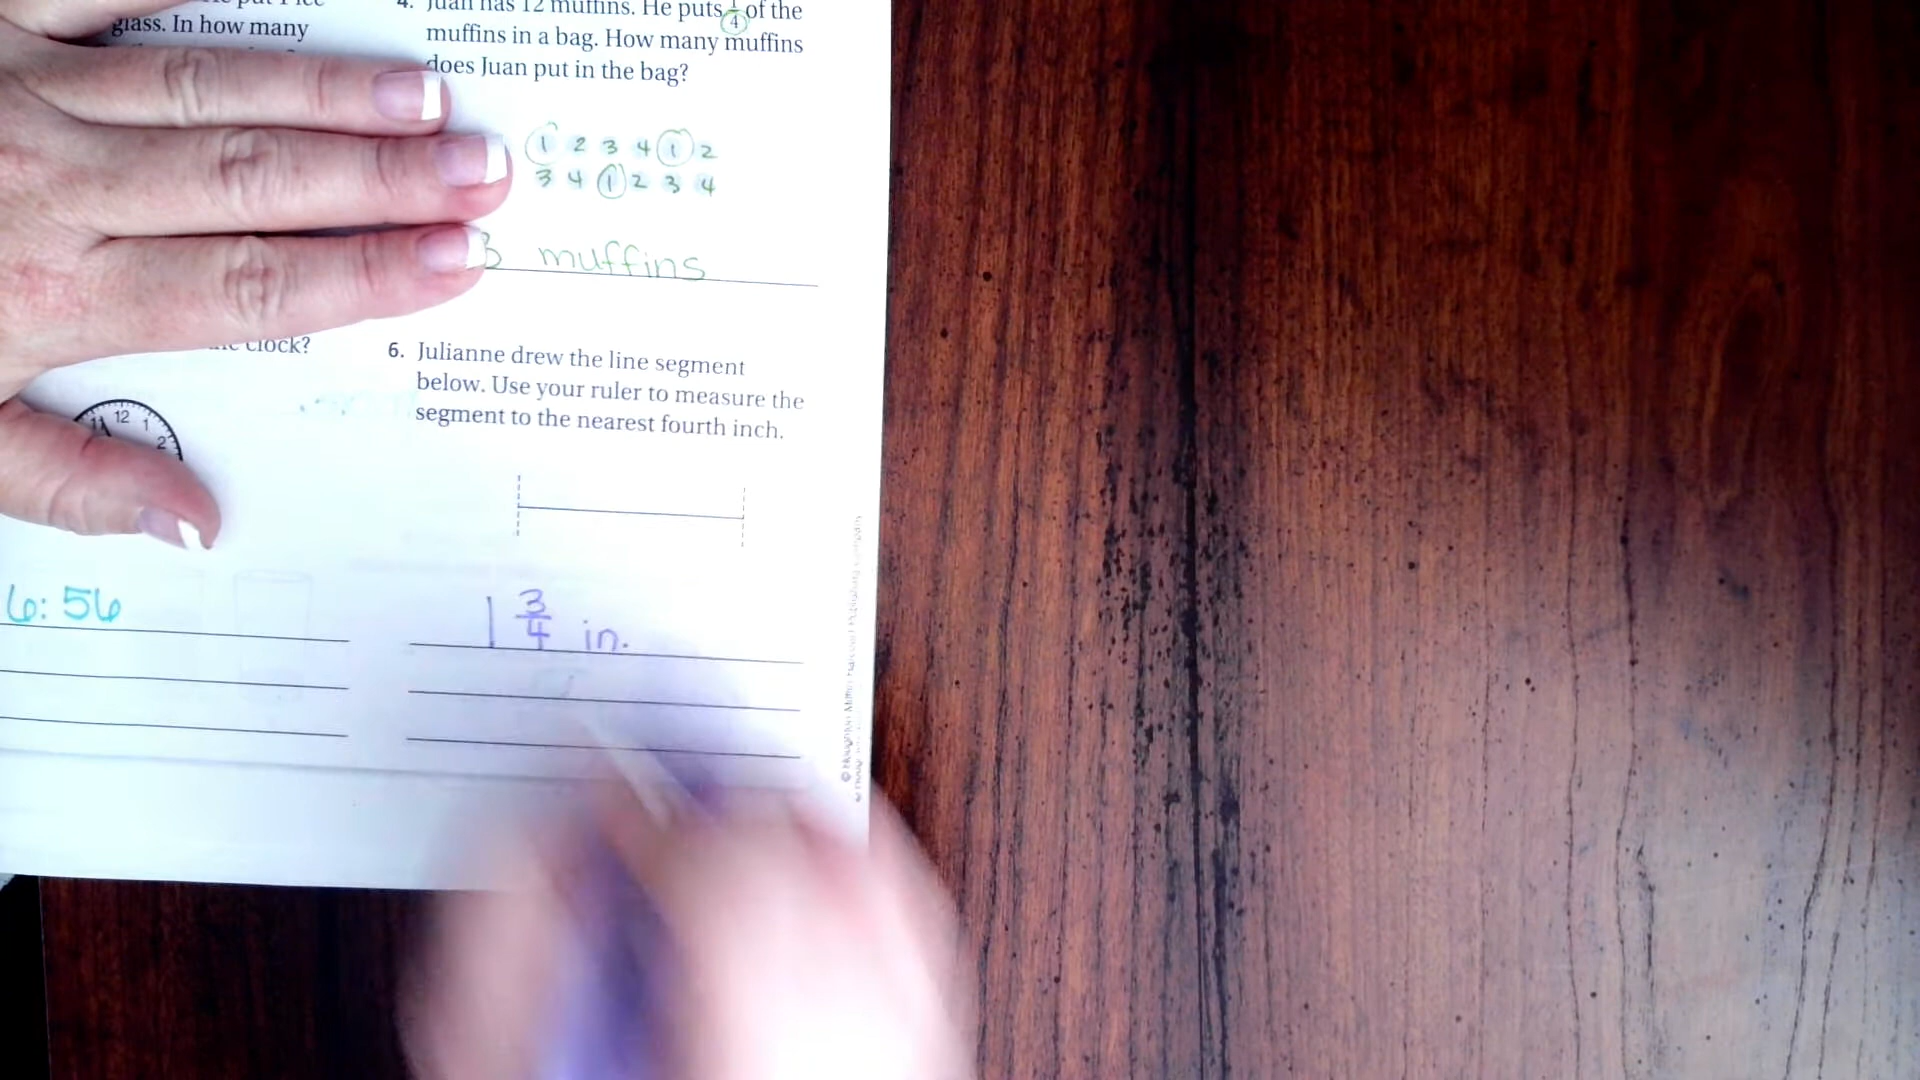 glass. In how many
4. Juan has 12 muffins. He puts 1/4 of the
muffins in a bag. How many muffins
does Juan put in the bag?
1 2 3 4 1 2
3 4 1 2 3 4
3 muffins
clock?
12 1
2
6:56
6. Julianne drew the line segment
below. Use your ruler to measure the
segment to the nearest fourth inch.
1 3/4 in.